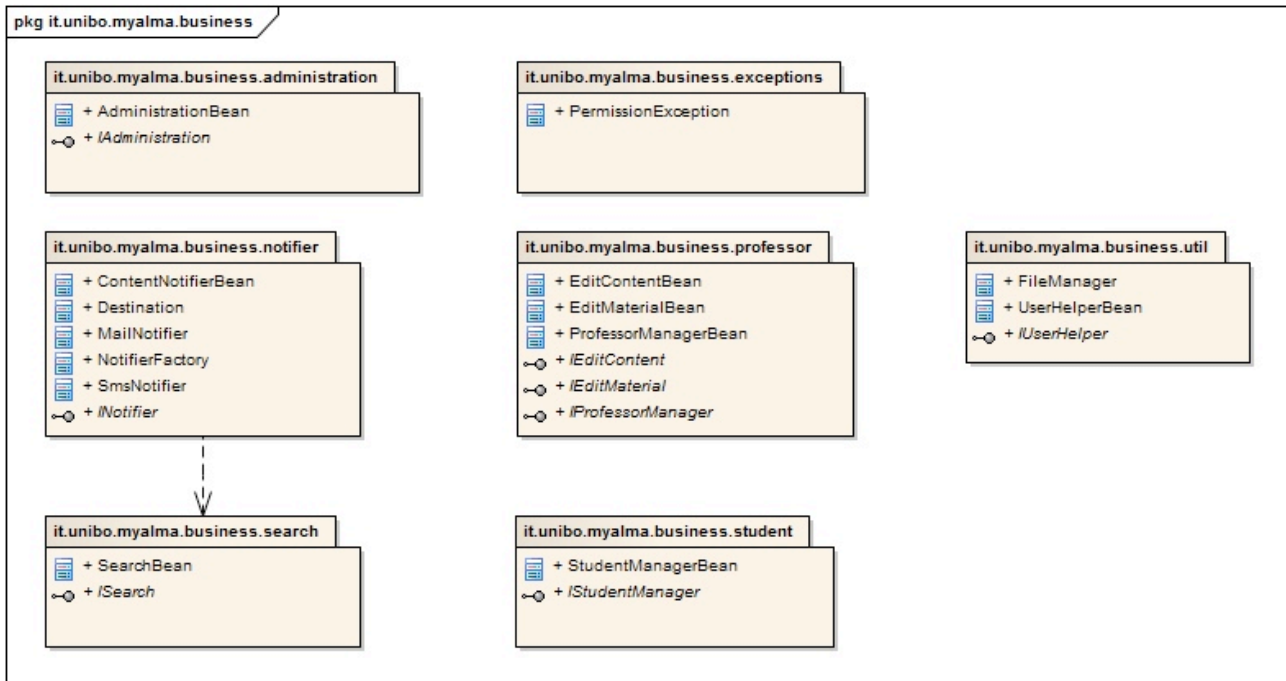 pkg it.unibo.myalma.business
it.unibo.myalma.business.administration
+ AdministrationBean
+ IAdministration
it.unibo.myalma.business.exceptions
+ PermissionException
it.unibo.myalma.business.notifier
+ ContentNotifierBean
+ Destination
+ MailNotifier
+ NotifierFactory
+ SmsNotifier
+ INotifier
it.unibo.myalma.business.professor
+ EditContentBean
+ EditMaterialBean
+ ProfessorManagerBean
+ IEditContent
+ IEditMaterial
+ IProfessorManager
it.unibo.myalma.business.util
+ FileManager
+ UserHelperBean
+ IUserHelper
it.unibo.myalma.business.search
+ SearchBean
+ ISearch
it.unibo.myalma.business.student
+ StudentManagerBean
+ IStudentManager